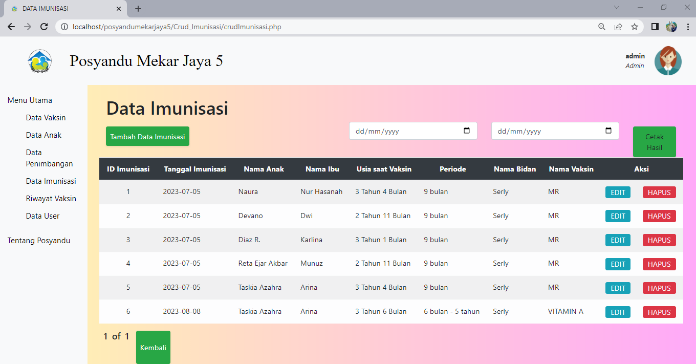 DATA IMUNISASI
localhost/posyandumekarjaya5/Crud_Imunisasi/crudImunisasi.php
Posyandu Mekar Jaya 5
admin
Admin
Menu Utama
Data Vaksin
Data Anak
Data
Penimbangan
Data Imunisasi
Riwayat Vaksin
Data User
Tentang Posyandu
Data Imunisasi
Tambah Data Imunisasi
dd/mm/yyyy
dd/mm/yyyy
Cetak
Hasil
ID Imunisasi Tanggal Imunisasi Nama Anak Nama Ibu Usia saat Vaksin Periode Nama Bidan Nama Vaksin Aksi
1 2023-07-05 Naura Nur Hasanah 3 Tahun 4 Bulan 9 bulan Serly MR EDIT HAPUS
2 2023-07-05 Devano Dwi 2 Tahun 11 Bulan 9 bulan Serly MR EDIT HAPUS
3 2023-07-05 Diaz R. Karlina 3 Tahun 1 Bulan 9 bulan Serly MR EDIT HAPUS
4 2023-07-05 Reta Ejar Akbar Munuz 2 Tahun 11 Bulan 9 bulan Serly MR EDIT HAPUS
5 2023-07-05 Taskia Azahra Anna 3 Tahun 4 Bulan 9 bulan Serly MR EDIT HAPUS
6 2023-08-08 Taskia Azahra Anna 3 Tahun 6 Bulan 6 bulan - 5 tahun Serly VITAMIN A EDIT HAPUS
1 of 1
Kembali